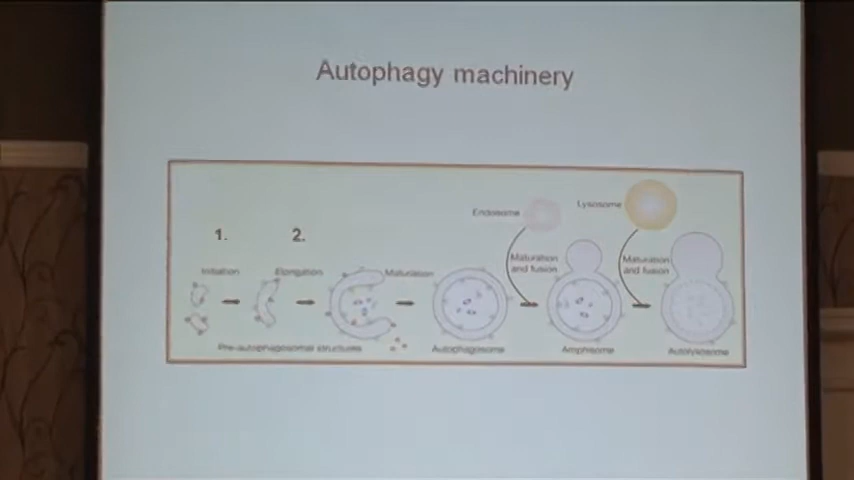 Autophagy machinery
Endosome
Lysosome
1.
2.
Initiation
Elongation
Maturation
Maturation
and fusion
Maturation
and fusion
Pre-autophagosomal structures
Autophagosome
Amphisome
Autolysosome